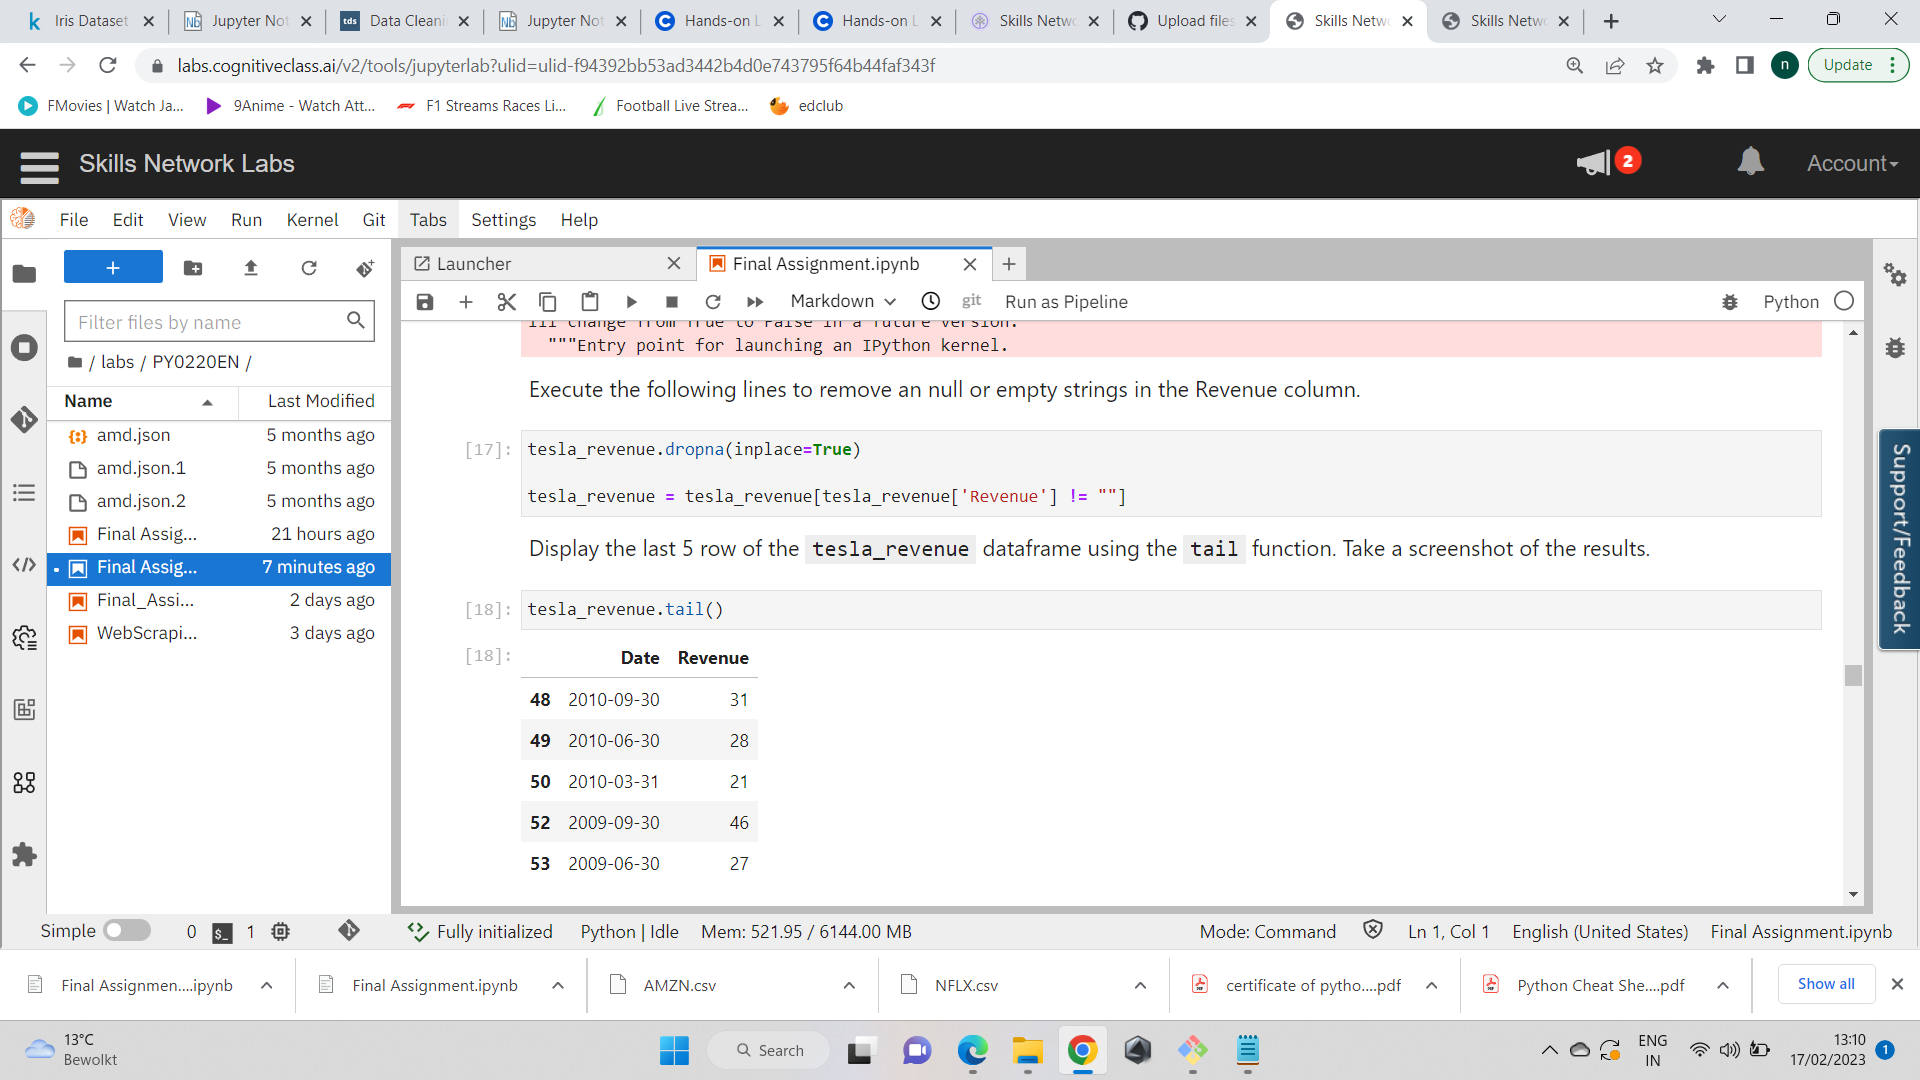 Iris Dataset
Jupyter Not
Data Cleani
Jupyter Not
Hands-on L
Hands-on L
Skills Netwo
Upload files
Skills Netwo
Skills Netwo
labs.cognitiveclass.ai/v2/tools/jupyterlab?ulid=ulid-f94392bb53ad3442b4d0e743795f64b44faf343f
n
Update
FMovies | Watch Ja...
9Anime - Watch Att...
F1 Streams Races Li...
Football Live Strea...
edclub
Skills Network Labs
2
Account
File Edit View Run Kernel Git Tabs Settings Help
Launcher
Final Assignment.ipynb
Markdown
git
Run as Pipeline
Python
Filter files by name
/ labs / PY0220EN /
Name Last Modified
amd.json 5 months ago
amd.json.1 5 months ago
amd.json.2 5 months ago
Final Assig... 21 hours ago
Final Assig... 7 minutes ago
Final_Assi... 2 days ago
WebScrapi... 3 days ago
ill change from True to False in a future version.
"""Entry point for launching an IPython kernel.
Execute the following lines to remove an null or empty strings in the Revenue column.
[17]: tesla_revenue.dropna(inplace=True)
tesla_revenue = tesla_revenue[tesla_revenue['Revenue'] != ""]
Display the last 5 row of the tesla_revenue dataframe using the tail function. Take a screenshot of the results.
[18]: tesla_revenue.tail()
[18]: Date Revenue
48 2010-09-30 31
49 2010-06-30 28
50 2010-03-31 21
52 2009-09-30 46
53 2009-06-30 27
Support/Feedback
Simple 0 $_ 1 Fully initialized Python | Idle Mem: 521.95 / 6144.00 MB Mode: Command Ln 1, Col 1 English (United States) Final Assignment.ipynb
Final Assignmen....ipynb
Final Assignment.ipynb
AMZN.csv
NFLX.csv
certificate of pytho....pdf
Python Cheat She....pdf
Show all
13°C
Bewolkt
Search
ENG
IN
13:10
17/02/2023
1